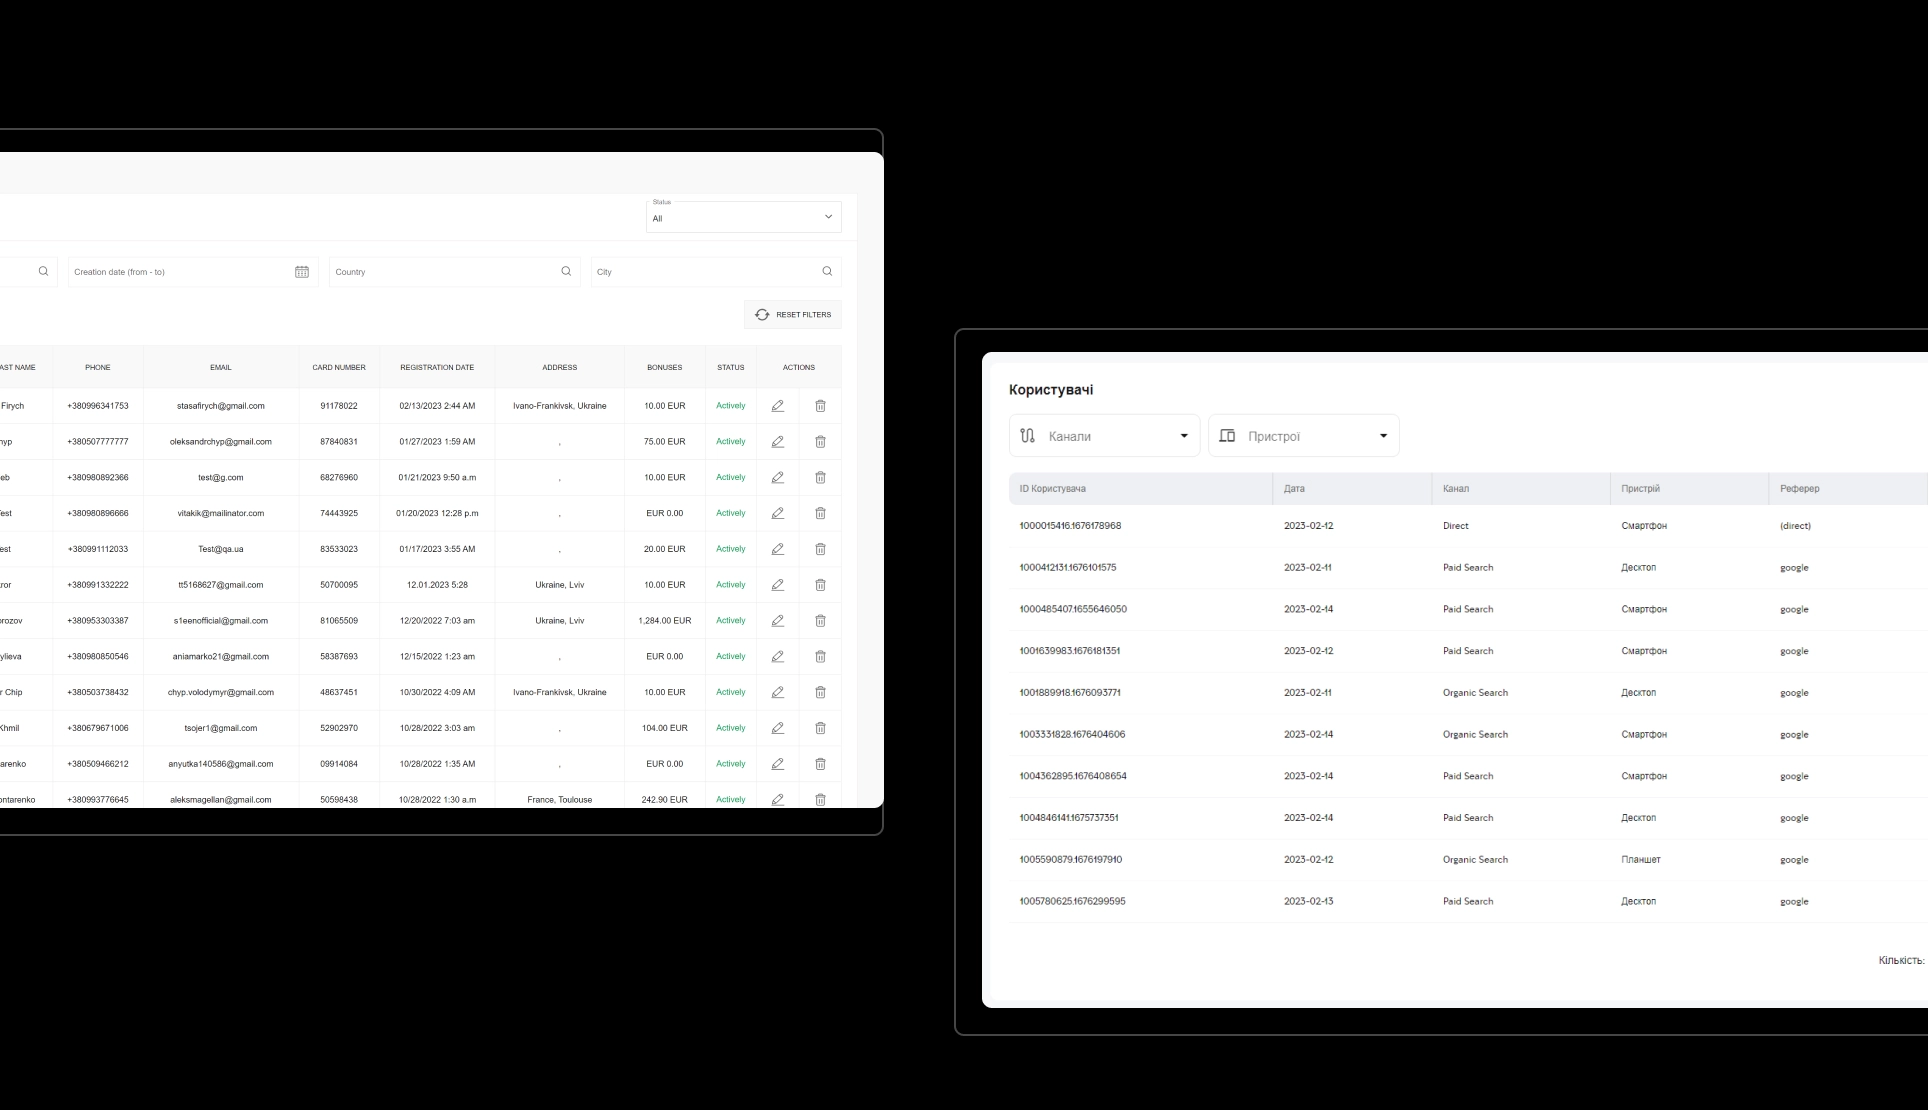 Status
All
Creation date (from - to) Country City
RESET FILTERS
AST NAME PHONE EMAIL CARD NUMBER REGISTRATION DATE ADDRESS BONUSES STATUS ACTIONS
Firych +380996341753 stasafirych@gmail.com 91178022 02/13/2023 2:44 AM Ivano-Frankivsk, Ukraine 10.00 EUR Actively
hyp +380507777777 oleksandrchyp@gmail.com 87840831 01/27/2023 1:59 AM , 75.00 EUR Actively
eb +380980892366 test@g.com 68276960 01/21/2023 9:50 a.m , 10.00 EUR Actively
Test +380980896666 vitakik@mailinator.com 74443925 01/20/2023 12:28 p.m , EUR 0.00 Actively
est +380991112033 Test@qa.ua 83533023 01/17/2023 3:55 AM , 20.00 EUR Actively
ror +380991332222 tt5168627@gmail.com 50700095 12.01.2023 5:28 Ukraine, Lviv 10.00 EUR Actively
orozov +380953303387 s1eenofficial@gmail.com 81065509 12/20/2022 7:03 am Ukraine, Lviv 1,284.00 EUR Actively
ylieva +380980850546 aniamarko21@gmail.com 58387693 12/15/2022 1:23 am , EUR 0.00 Actively
r Chip +380503738432 chyp.volodymyr@gmail.com 48637451 10/30/2022 4:09 AM Ivano-Frankivsk, Ukraine 10.00 EUR Actively
Khmil +380679671006 tsojer1@gmail.com 52902970 10/28/2022 3:03 am , 104.00 EUR Actively
arenko +380509466212 anyutka140586@gmail.com 09914084 10/28/2022 1:35 AM , EUR 0.00 Actively
ontarenko +380993776645 aleksmagellan@gmail.com 50598438 10/28/2022 1:30 a.m France, Toulouse 242.90 EUR Actively
Користувачі
Канали Пристрої
ID Користувача Дата Канал Пристрій Реферер
1000015416.1676178968 2023-02-12 Direct Смартфон (direct)
1000412131.1676101575 2023-02-11 Paid Search Десктоп google
1000485407.1655646050 2023-02-14 Paid Search Смартфон google
1001639983.1676181351 2023-02-12 Paid Search Смартфон google
1001889918.1676093771 2023-02-11 Organic Search Десктоп google
1003331828.1676404606 2023-02-14 Organic Search Смартфон google
1004362895.1676408654 2023-02-14 Paid Search Смартфон google
1004846141.1675737351 2023-02-14 Paid Search Десктоп google
1005590879.1676197910 2023-02-12 Organic Search Планшет google
1005780625.1676299595 2023-02-13 Paid Search Десктоп google
Кількість: